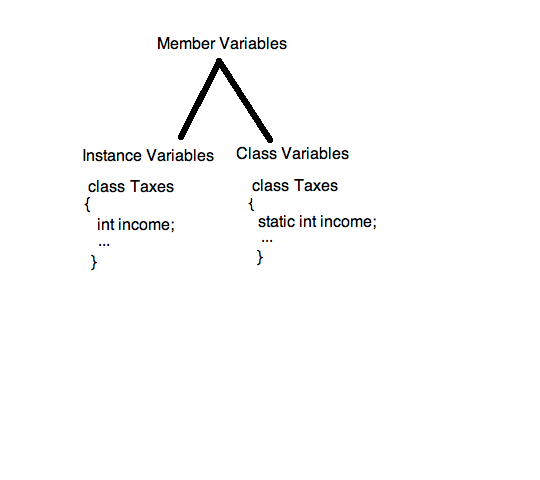 Member Variables
Instance Variables
class Taxes
{
int income;
...
}
Class Variables
class Taxes
{
static int income;
...
}